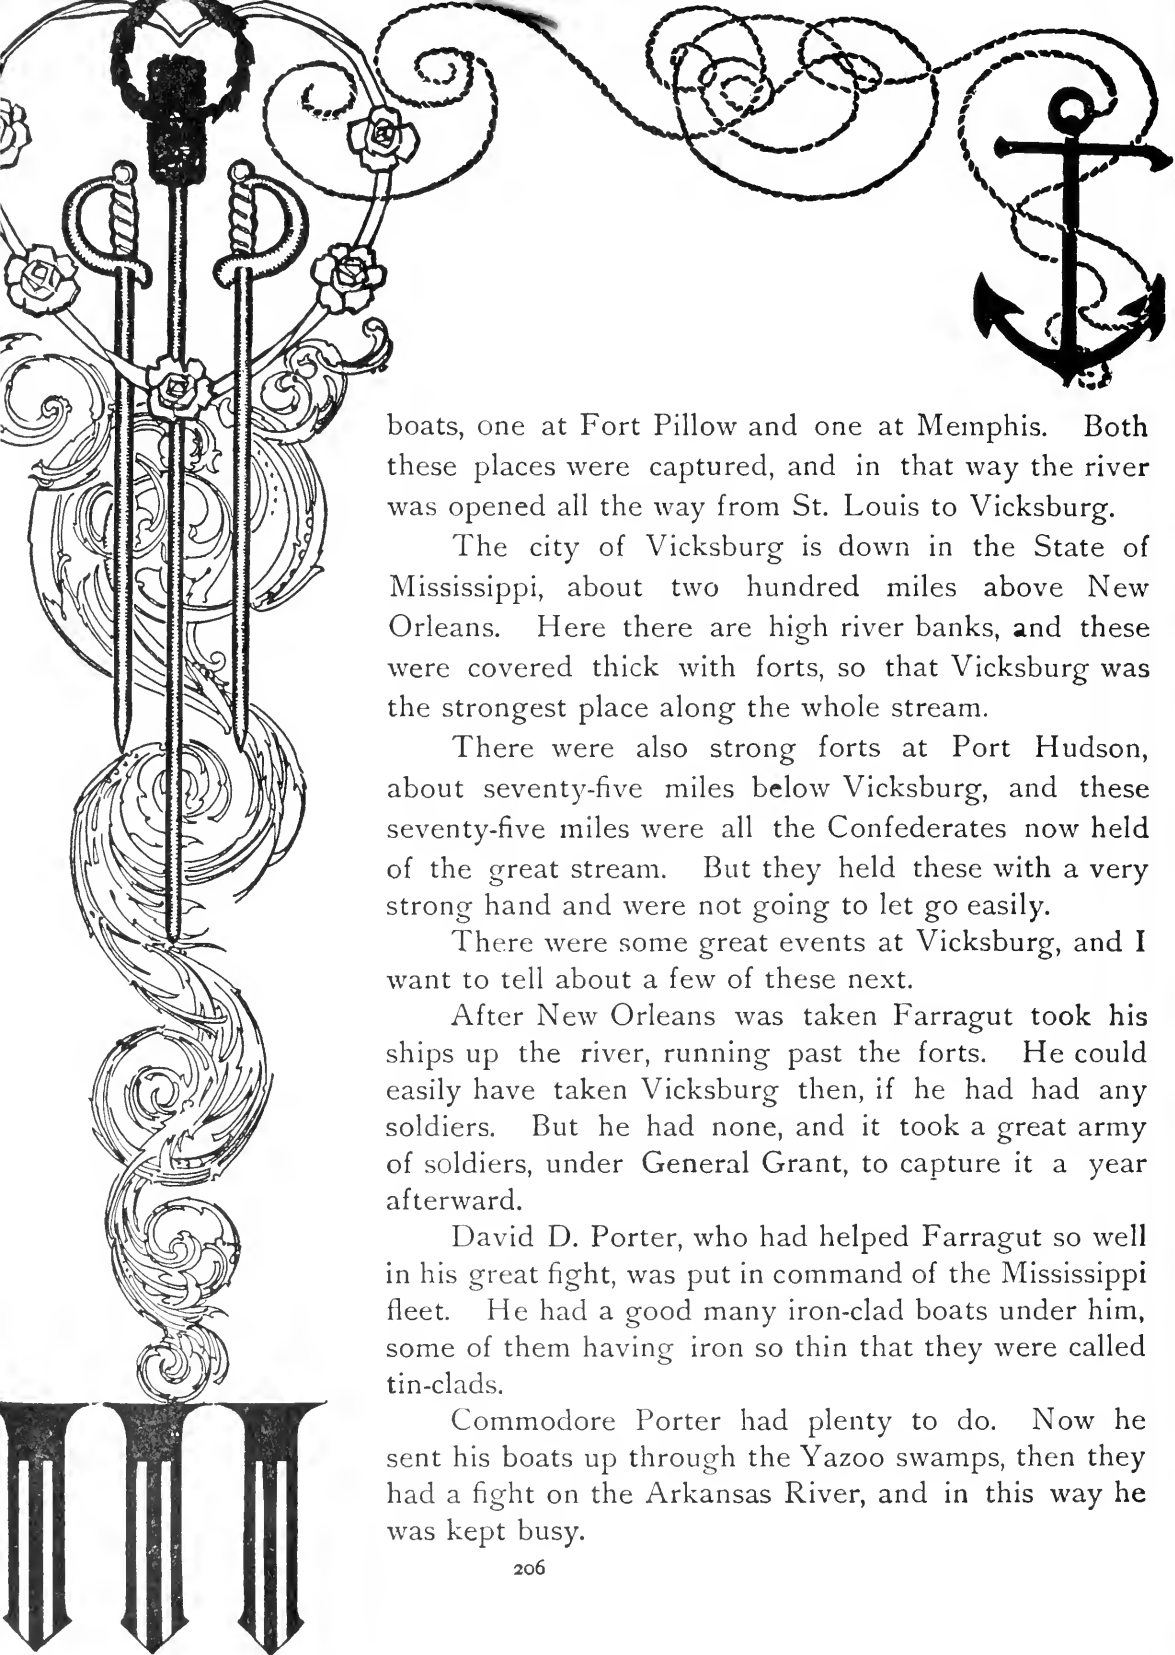 boats, one at Fort Pillow and one at Memphis. Both
these places were captured, and in that way the river
was opened all the way from St. Louis to Vicksburg.
The city of Vicksburg is down in the State of
Mississippi, about two hundred miles above New
Orleans. Here there are high river banks, and these
were covered thick with forts, so that Vicksburg was
the strongest place along the whole stream.
There were also strong forts at Port Hudson,
about seventy-five miles below Vicksburg, and these
seventy-five miles were all the Confederates now held
of the great stream. But they held these with a very
strong hand and were not going to let go easily.
There were some great events at Vicksburg, and I
want to tell about a few of these next.
After New Orleans was taken Farragut took his
ships up the river, running past the forts. He could
easily have taken Vicksburg then, if he had had any
soldiers. But he had none, and it took a great army
of soldiers, under General Grant, to capture it a year
afterward.
David D. Porter, who had helped Farragut so well
in his great fight, was put in command of the Mississippi
fleet. He had a good many iron-clad boats under him,
some of them having iron so thin that they were called
tin-clads.
Commodore Porter had plenty to do. Now he
sent his boats up through the Yazoo swamps, then they
had a fight on the Arkansas River, and in this way he
was kept busy.
206